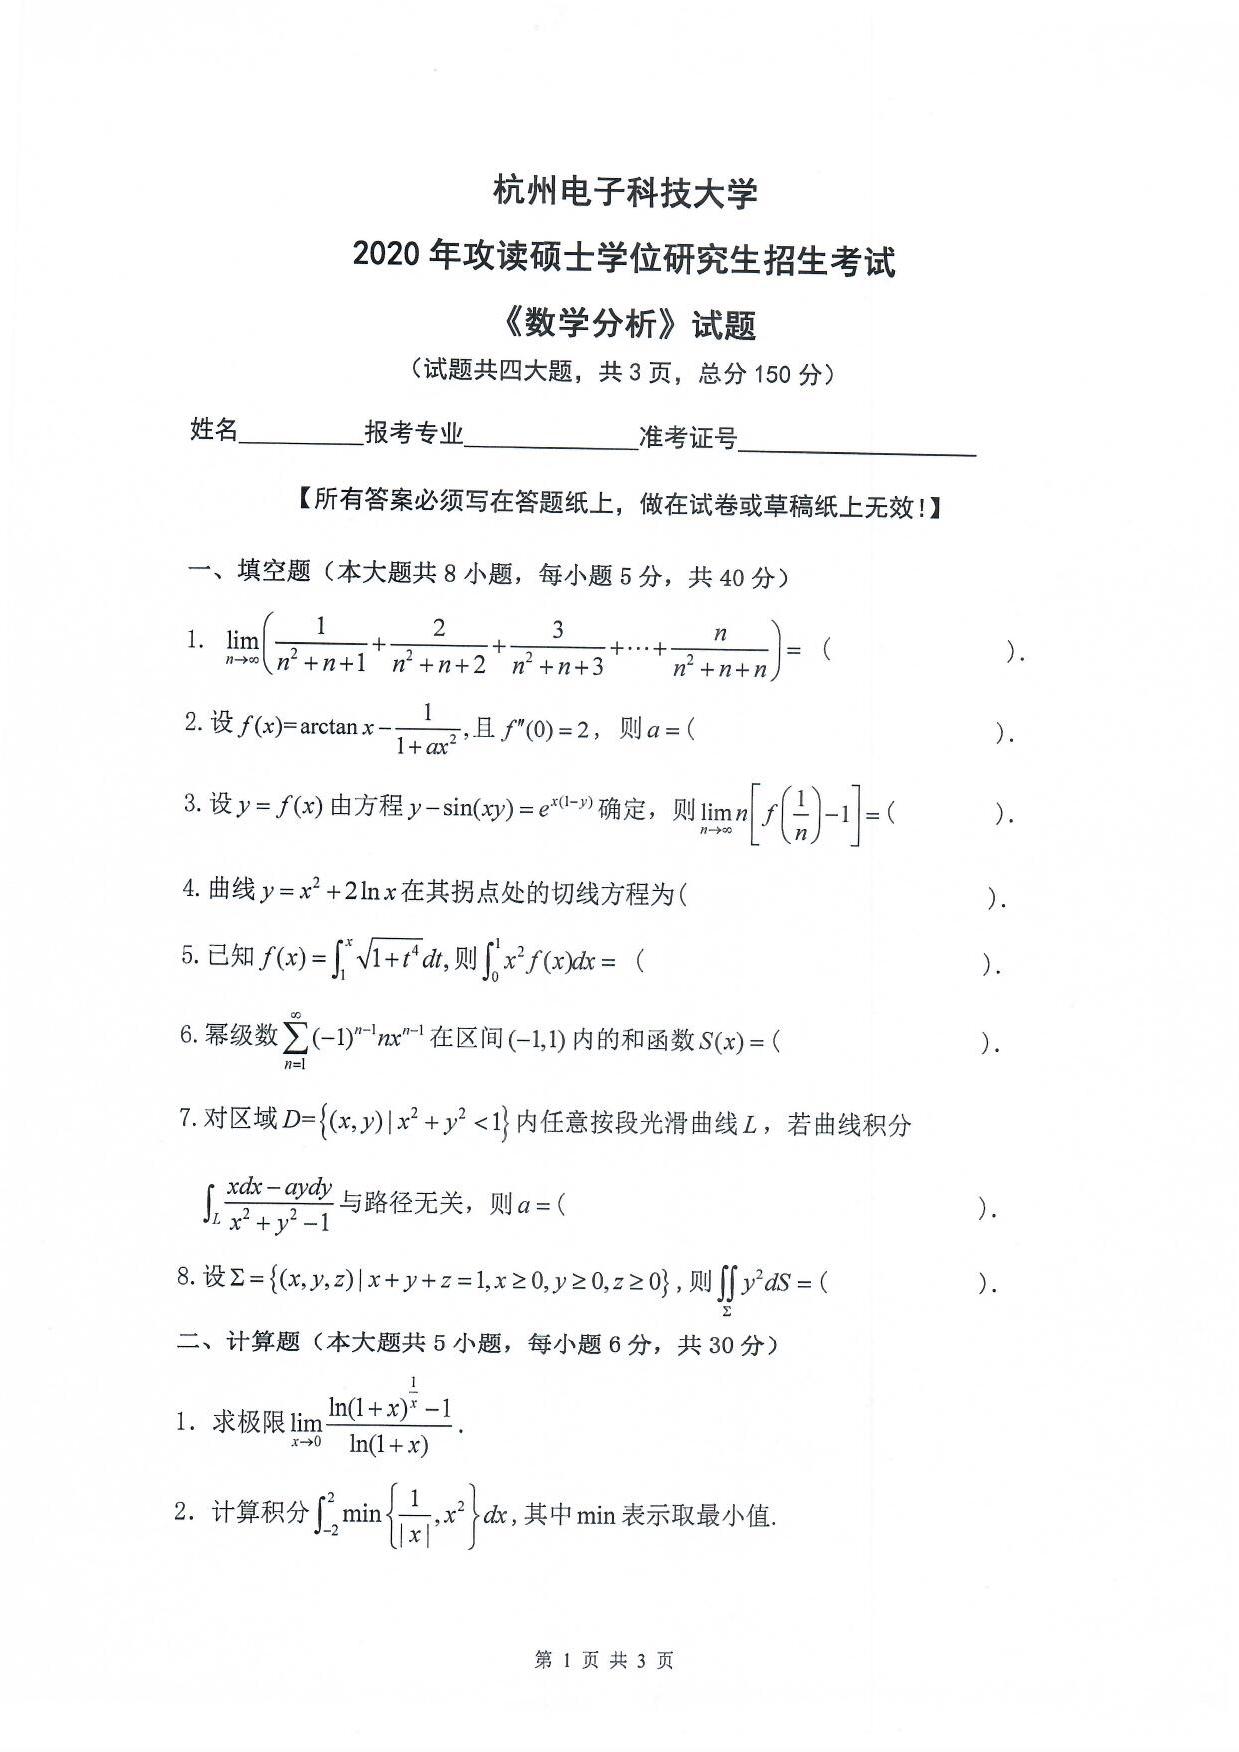 杭州电子科技大学
2020 年攻读硕士学位研究生招生考试
《数学分析》试题
（试题共四大题，共 3 页，总分 150 分）
姓名__________报考专业______________准考证号____________________
【所有答案必须写在答题纸上，做在试卷或草稿纸上无效!】
一、填空题（本大题共 8 小题，每小题 5 分，共 40 分）
1. $\lim_{n\to\infty}\left(\frac{1}{n^2+n+1}+\frac{2}{n^2+n+2}+\frac{3}{n^2+n+3}+\cdots+\frac{n}{n^2+n+n}\right)=$（ ）.
2. 设 $f(x)=\arctan x-\frac{1}{1+ax^2}$,且 $f''(0)=2$，则 $a=$( ).
3. 设 $y=f(x)$ 由方程 $y-\sin(xy)=e^{x(1-y)}$ 确定，则 $\lim_{n\to\infty}n\left[f\left(\frac{1}{n}\right)-1\right]=$( ).
4. 曲线 $y=x^2+2\ln x$ 在其拐点处的切线方程为( ).
5. 已知 $f(x)=\int_1^x\sqrt{1+t^4}dt$,则 $\int_0^1 x^2f(x)dx=$（ ）.
6. 幂级数 $\sum_{n=1}^{\infty}(-1)^{n-1}nx^{n-1}$ 在区间 $(-1,1)$ 内的和函数 $S(x)=$( ).
7. 对区域 $D=\{(x,y)|x^2+y^2<1\}$ 内任意按段光滑曲线 $L$，若曲线积分
$\int_L\frac{xdx-aydy}{x^2+y^2-1}$ 与路径无关，则 $a=$( ).
8. 设 $\Sigma=\{(x,y,z)|x+y+z=1,x\geq0,y\geq0,z\geq0\}$,则 $\iint_{\Sigma}y^2dS=$( ).
二、计算题（本大题共 5 小题，每小题 6 分，共 30 分）
1. 求极限 $\lim_{x\to0}\frac{\ln(1+x)^{\frac{1}{x}}-1}{\ln(1+x)}$.
2. 计算积分 $\int_{-2}^{2}\min\left\{\frac{1}{|x|},x^2\right\}dx$,其中 min 表示取最小值.
第 1 页 共 3 页